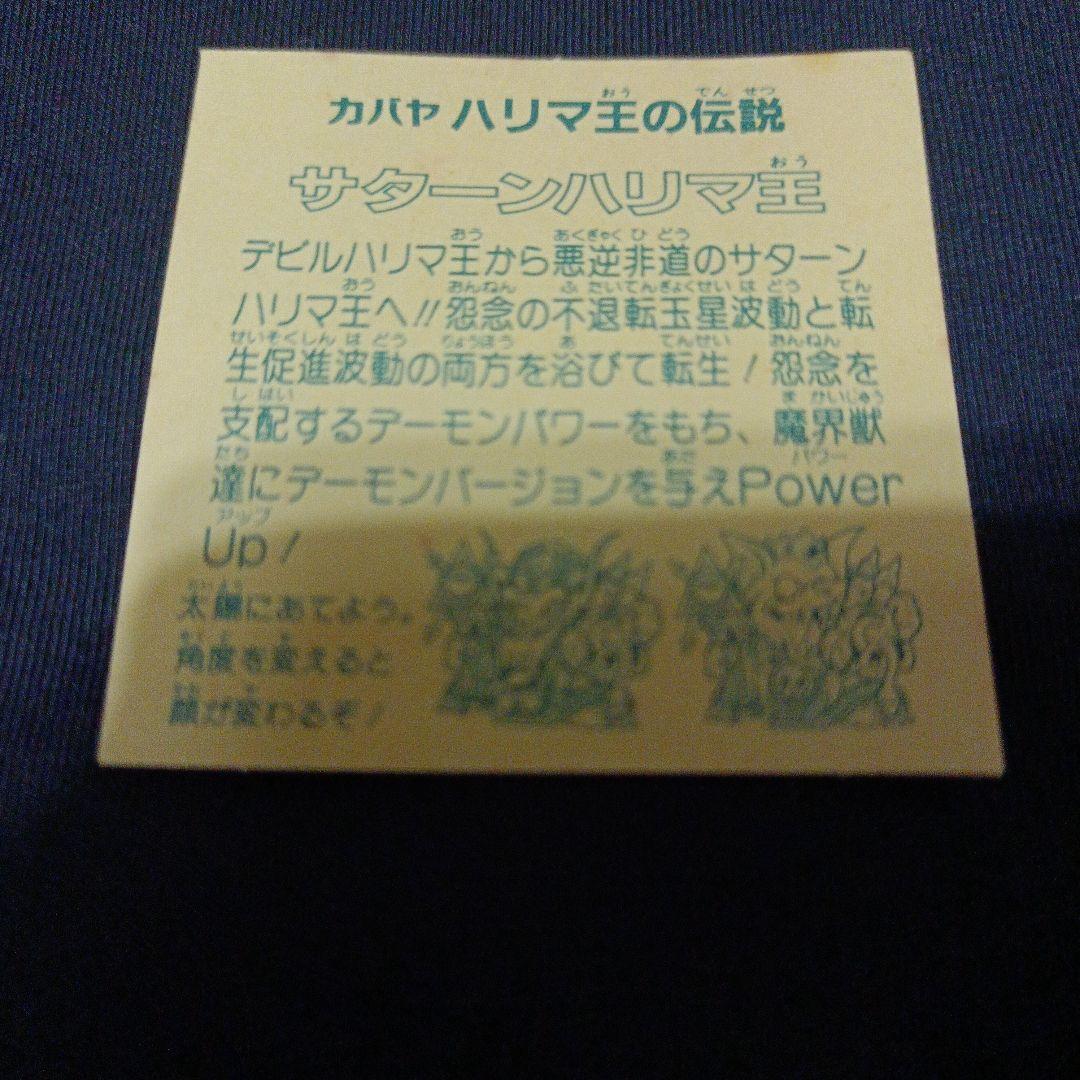 カバヤ ハリマ王の伝説
サターンハリマ王
デビルハリマ王から悪逆非道のサターン
ハリマ王へ!!怨念の不退転玉星波動と転
生促進波動の両方を浴びて転生!怨念を
支配するデーモンパワーをもち、魔界獣
達にデーモンバージョンを与えPower
Up!
太陽にあてよう。
角度を変えると
顔が変わるぞ!